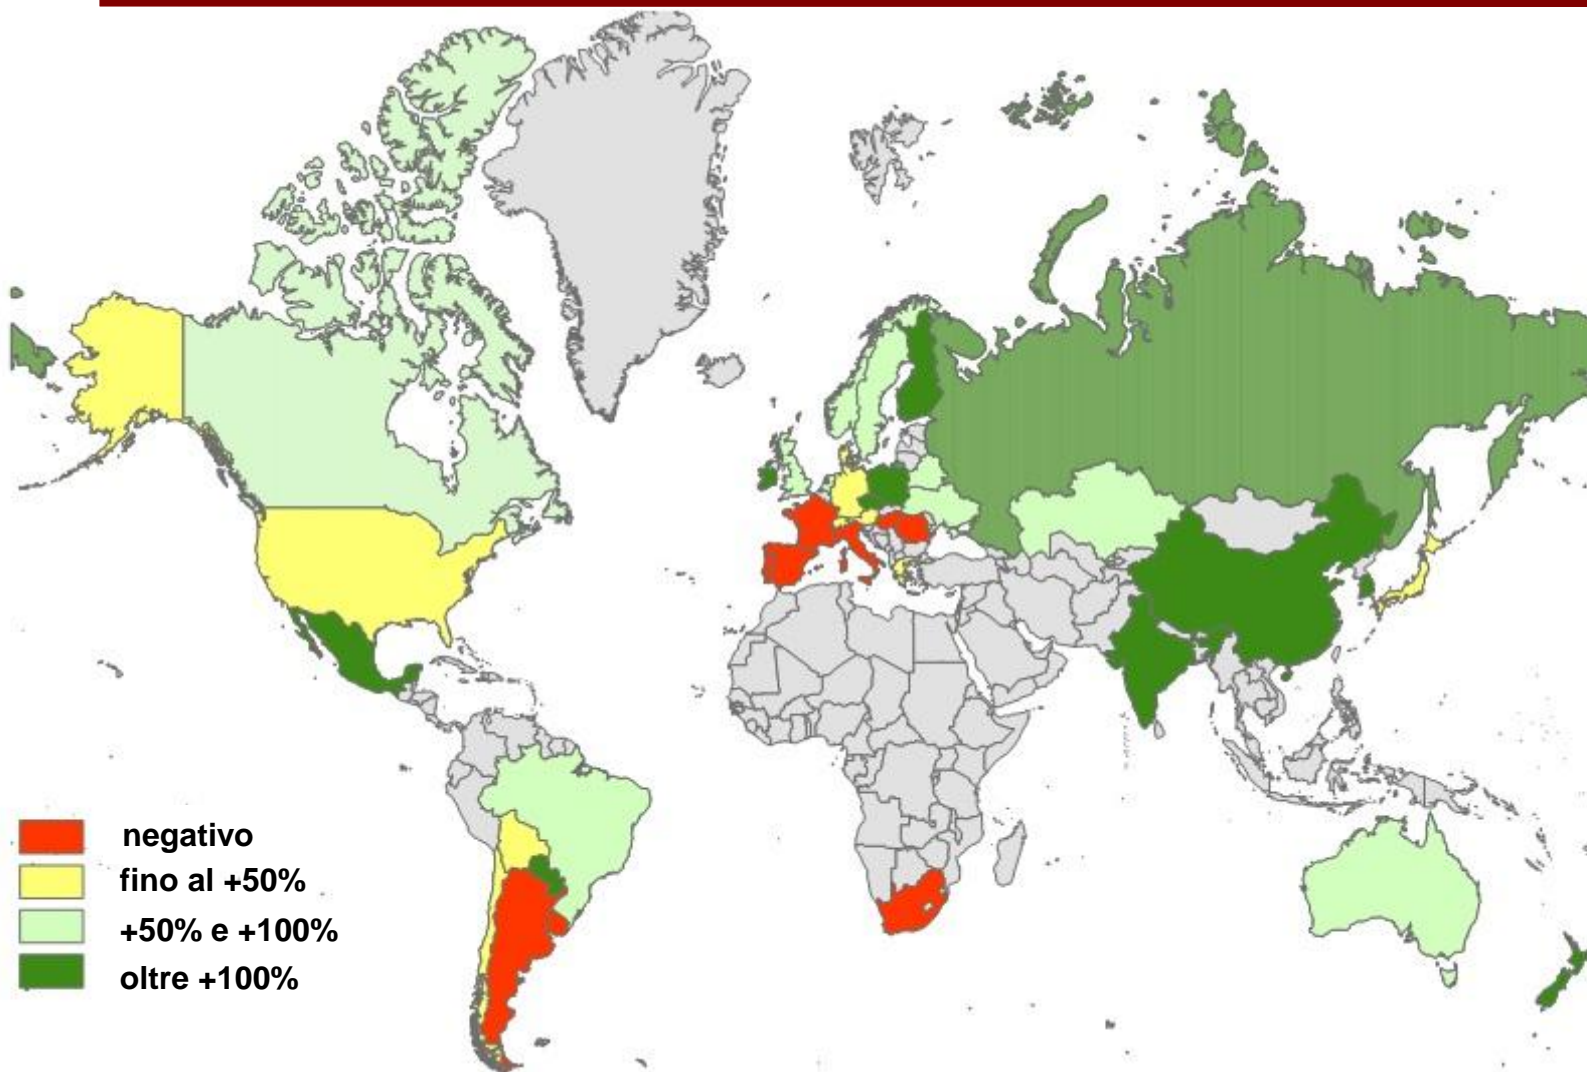 negativo
fino al +50%
+50% e +100%
oltre +100%